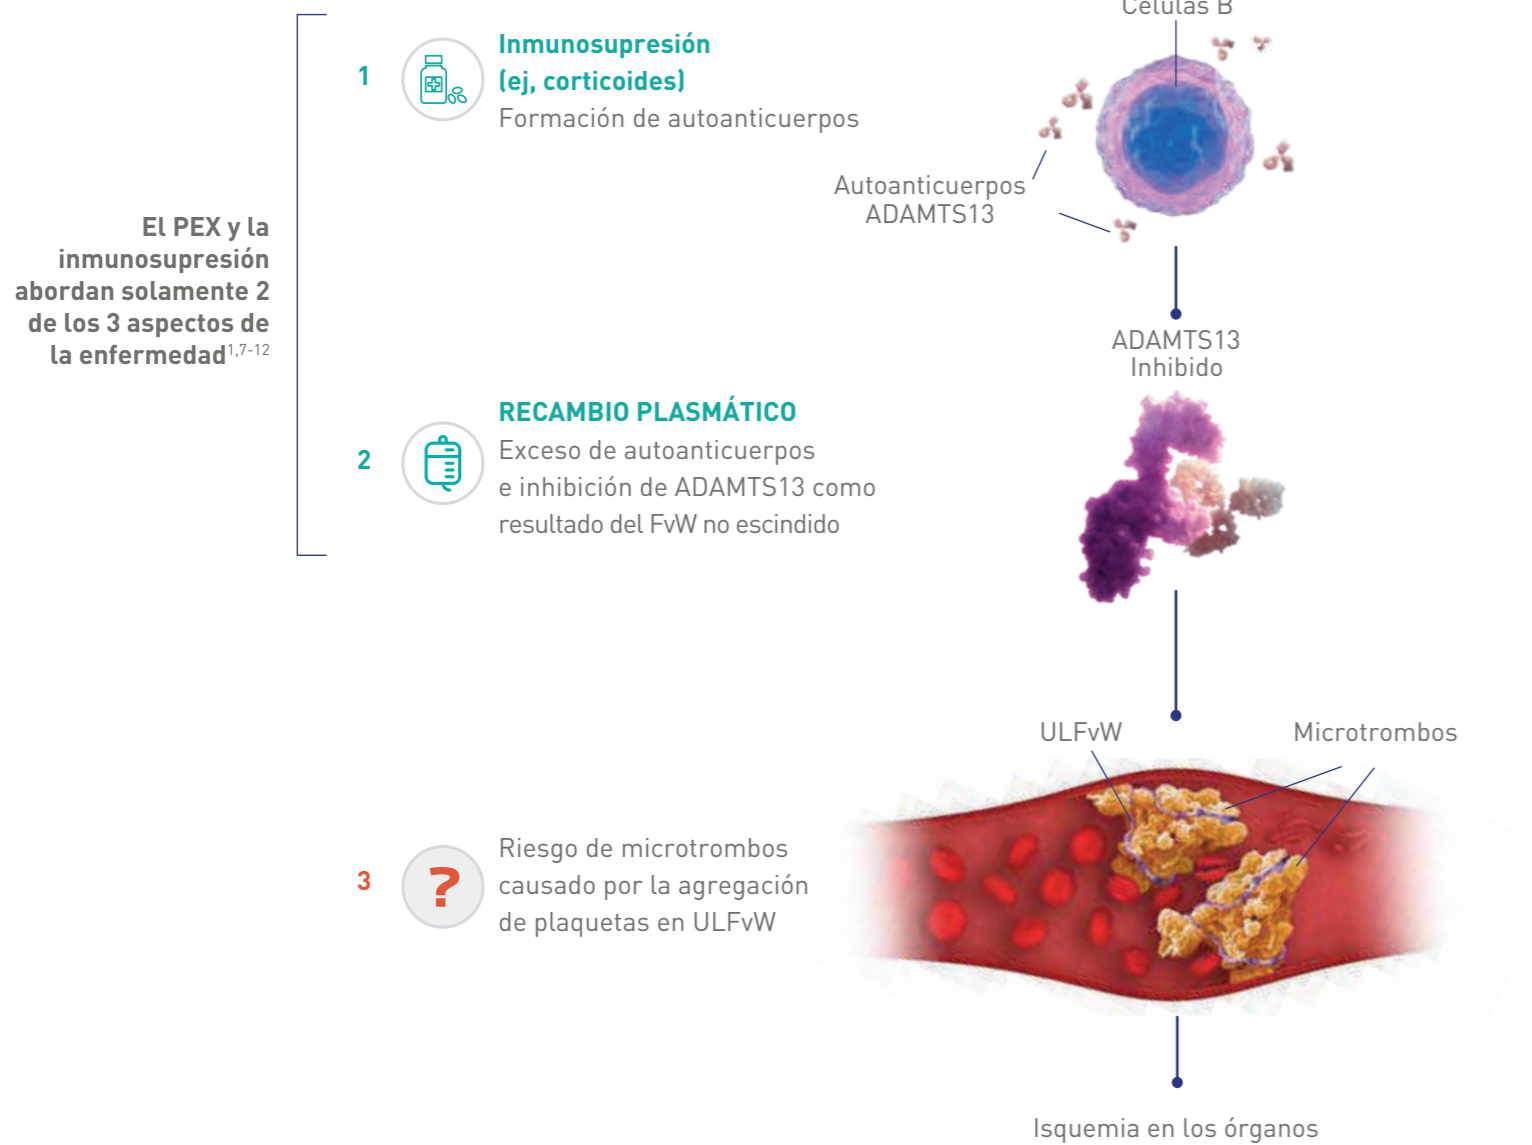 Células B
1
Inmunosupresión
(ej, corticoides)
Formación de autoanticuerpos
Autoanticuerpos
ADAMTS13
El PEX y la
inmunosupresión
abordan solamente 2
de los 3 aspectos de
la enfermedad1,7-12
ADAMTS13
Inhibido
2
RECAMBIO PLASMÁTICO
Exceso de autoanticuerpos
e inhibición de ADAMTS13 como
resultado del FvW no escindido
ULFvW
Microtrombos
3
?
Riesgo de microtrombos
causado por la agregación
de plaquetas en ULFvW
Isquemia en los órganos